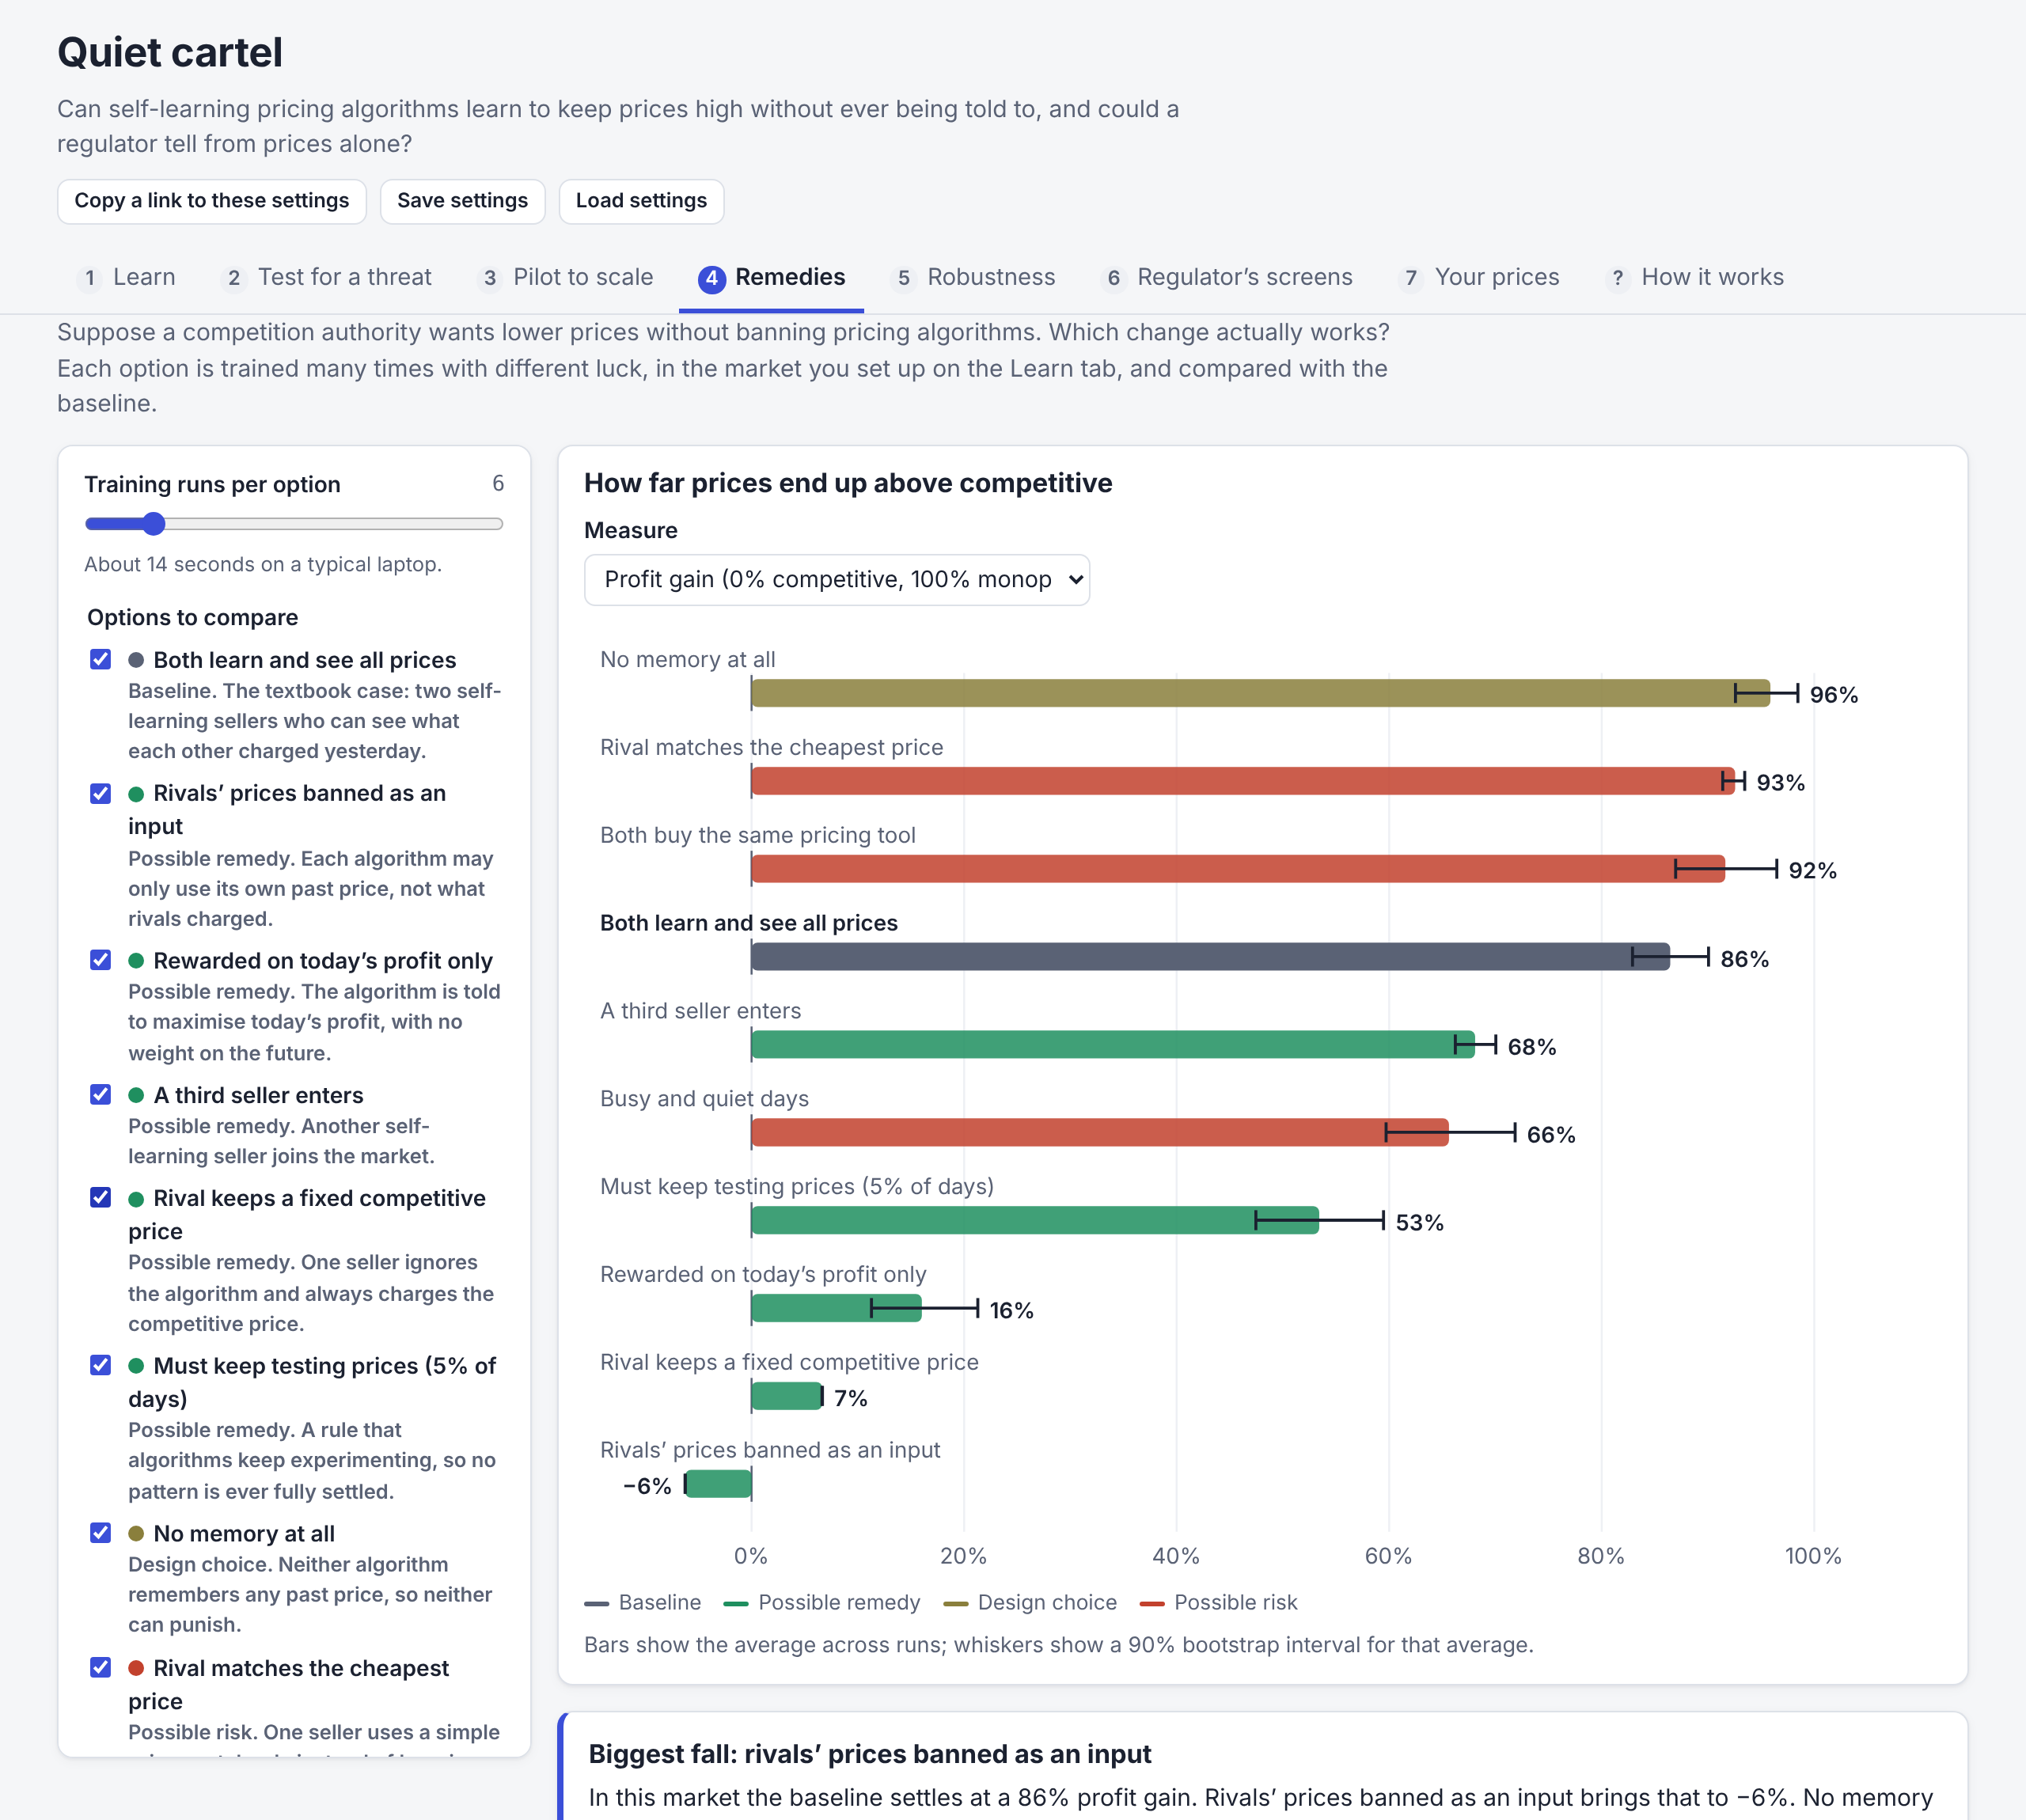 Quiet cartel
Can self-learning pricing algorithms learn to keep prices high without ever being told to, and could a
regulator tell from prices alone?
Copy a link to these settings
Save settings
Load settings
1 Learn
2 Test for a threat
3 Pilot to scale
4 Remedies
5 Robustness
6 Regulator’s screens
7 Your prices
? How it works
Suppose a competition authority wants lower prices without banning pricing algorithms. Which change actually works?
Each option is trained many times with different luck, in the market you set up on the Learn tab, and compared with the
baseline.
Training runs per option 6
About 14 seconds on a typical laptop.
Options to compare
Both learn and see all prices
Baseline. The textbook case: two self-
learning sellers who can see what
each other charged yesterday.
Rivals’ prices banned as an
input
Possible remedy. Each algorithm may
only use its own past price, not what
rivals charged.
Rewarded on today’s profit only
Possible remedy. The algorithm is told
to maximise today’s profit, with no
weight on the future.
A third seller enters
Possible remedy. Another self-
learning seller joins the market.
Rival keeps a fixed competitive
price
Possible remedy. One seller ignores
the algorithm and always charges the
competitive price.
Must keep testing prices (5% of
days)
Possible remedy. A rule that
algorithms keep experimenting, so no
pattern is ever fully settled.
No memory at all
Design choice. Neither algorithm
remembers any past price, so neither
can punish.
Rival matches the cheapest
price
Possible risk. One seller uses a simple
How far prices end up above competitive
Measure
Profit gain (0% competitive, 100% monop
No memory at all
96%
Rival matches the cheapest price
93%
Both buy the same pricing tool
92%
Both learn and see all prices
86%
A third seller enters
68%
Busy and quiet days
66%
Must keep testing prices (5% of days)
53%
Rewarded on today’s profit only
16%
Rival keeps a fixed competitive price
7%
Rivals’ prices banned as an input
−6%
0% 20% 40% 60% 80% 100%
Baseline Possible remedy Design choice Possible risk
Bars show the average across runs; whiskers show a 90% bootstrap interval for that average.
Biggest fall: rivals’ prices banned as an input
In this market the baseline settles at a 86% profit gain. Rivals’ prices banned as an input brings that to −6%. No memory